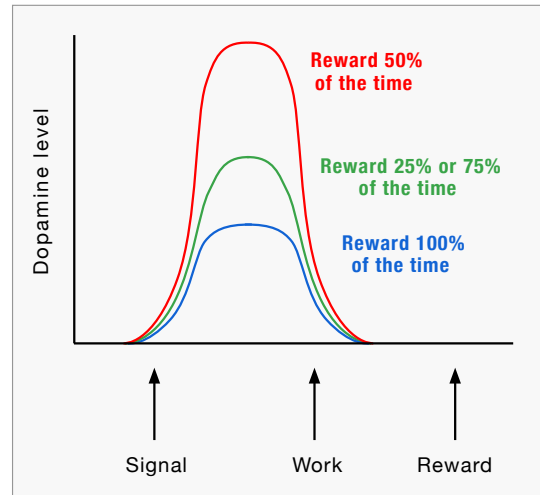 Reward 50%
of the time
Reward 25% or 75%
of the time
Reward 100%
of the time
Dopamine level
Signal
Work
Reward